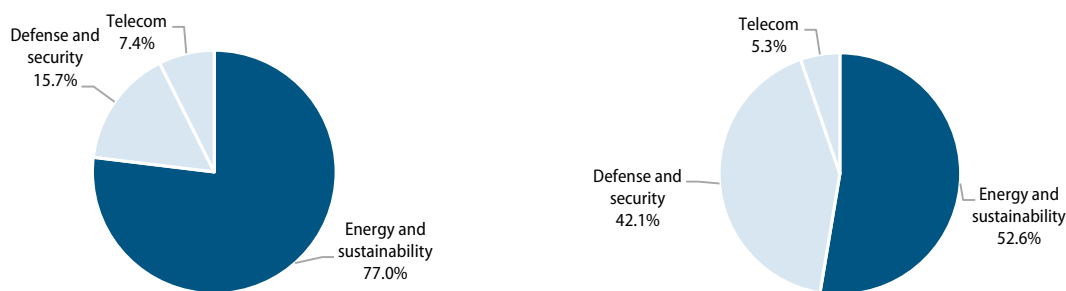 Telecom
7.4%
Defense and
security
15.7%
Energy and
sustainability
77.0%
Telecom
5.3%
Defense and
security
42.1%
Energy and
sustainability
52.6%